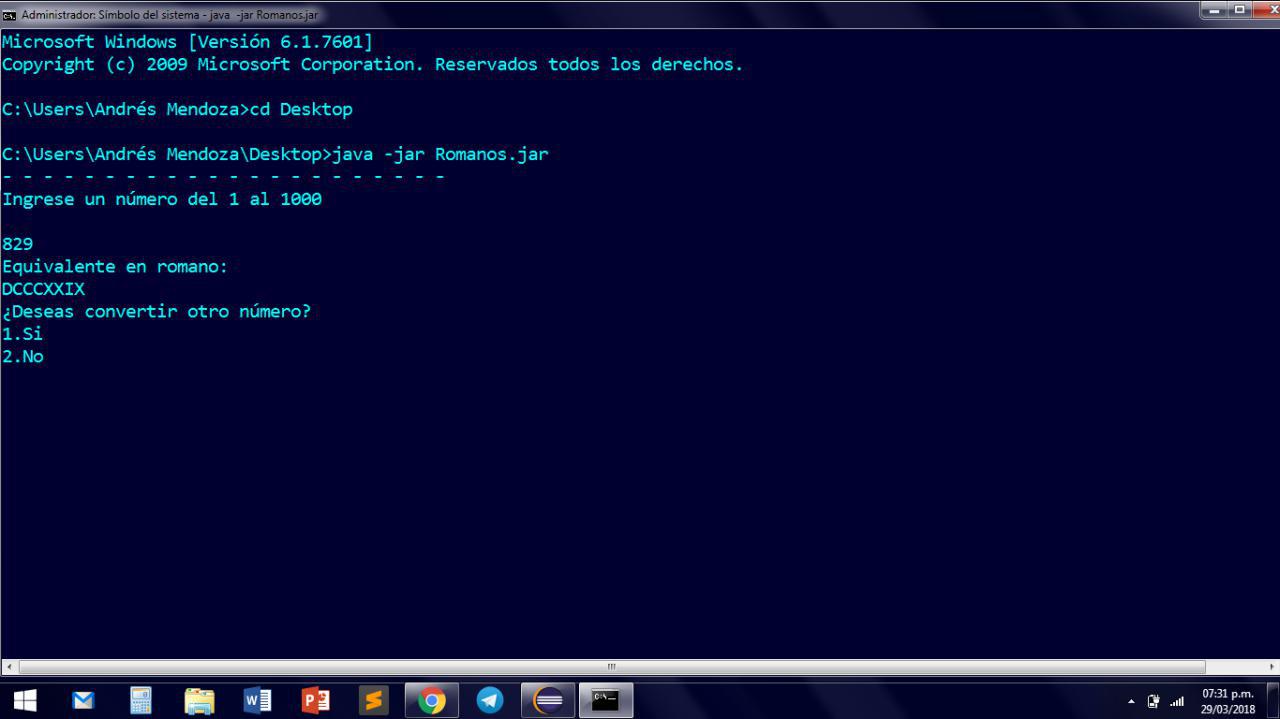 Administrador: Símbolo del sistema - java  -jar Romanos.jar
Microsoft Windows [Versión 6.1.7601]
Copyright (c) 2009 Microsoft Corporation. Reservados todos los derechos.
C:\Users\Andrés Mendoza>cd Desktop
C:\Users\Andrés Mendoza\Desktop>java -jar Romanos.jar
- - - - - - - - - - - - - - - - - - - - - -
Ingrese un número del 1 al 1000
829
Equivalente en romano:
DCCCXXIX
¿Deseas convertir otro número?
1.Si
2.No
07:31 p.m.
29/03/2018